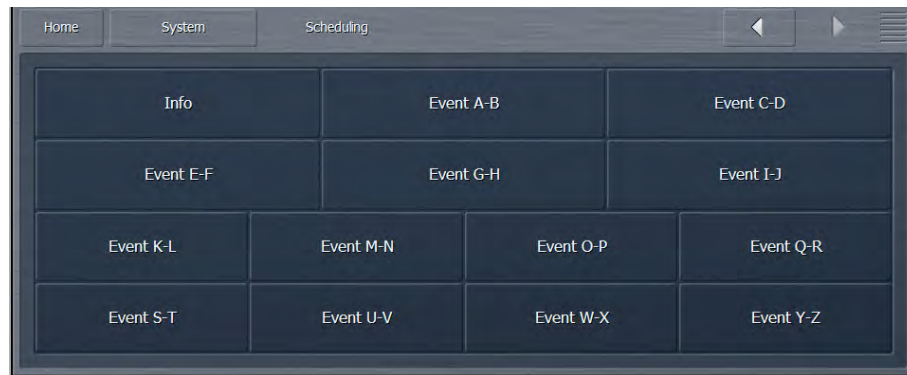 Home System Scheduling
Info Event A-B Event C-D
Event E-F Event G-H Event I-J
Event K-L Event M-N Event O-P Event Q-R
Event S-T Event U-V Event W-X Event Y-Z